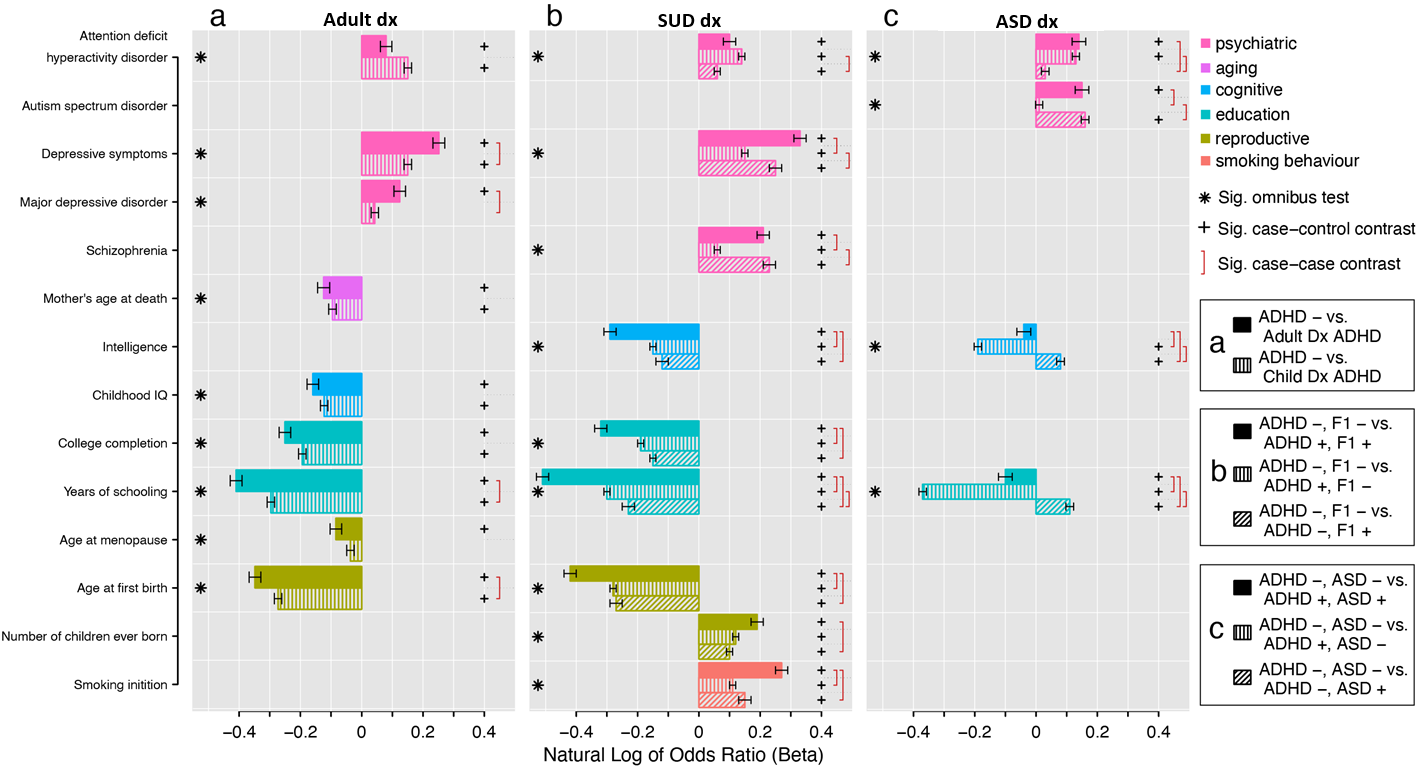 a
Adult dx
b
SUD dx
c
ASD dx
Attention deficit
hyperactivity disorder
Autism spectrum disorder
Depressive symptoms
Major depressive disorder
Schizophrenia
Mother's age at death
Intelligence
Childhood IQ
College completion
Years of schooling
Age at menopause
Age at first birth
Number of children ever born
Smoking initition
−0.4 −0.2 0 0.2 0.4
−0.4 −0.2 0 0.2 0.4
−0.4 −0.2 0 0.2 0.4
Natural Log of Odds Ratio (Beta)
psychiatric
aging
cognitive
education
reproductive
smoking behaviour
Sig. omnibus test
Sig. case−control contrast
Sig. case−case contrast
a
ADHD − vs.
Adult Dx ADHD
ADHD − vs.
Child Dx ADHD
b
ADHD −, F1 − vs.
ADHD +, F1 +
ADHD −, F1 − vs.
ADHD +, F1 −
ADHD −, F1 − vs.
ADHD −, F1 +
c
ADHD −, ASD − vs.
ADHD +, ASD +
ADHD −, ASD − vs.
ADHD +, ASD −
ADHD −, ASD − vs.
ADHD −, ASD +